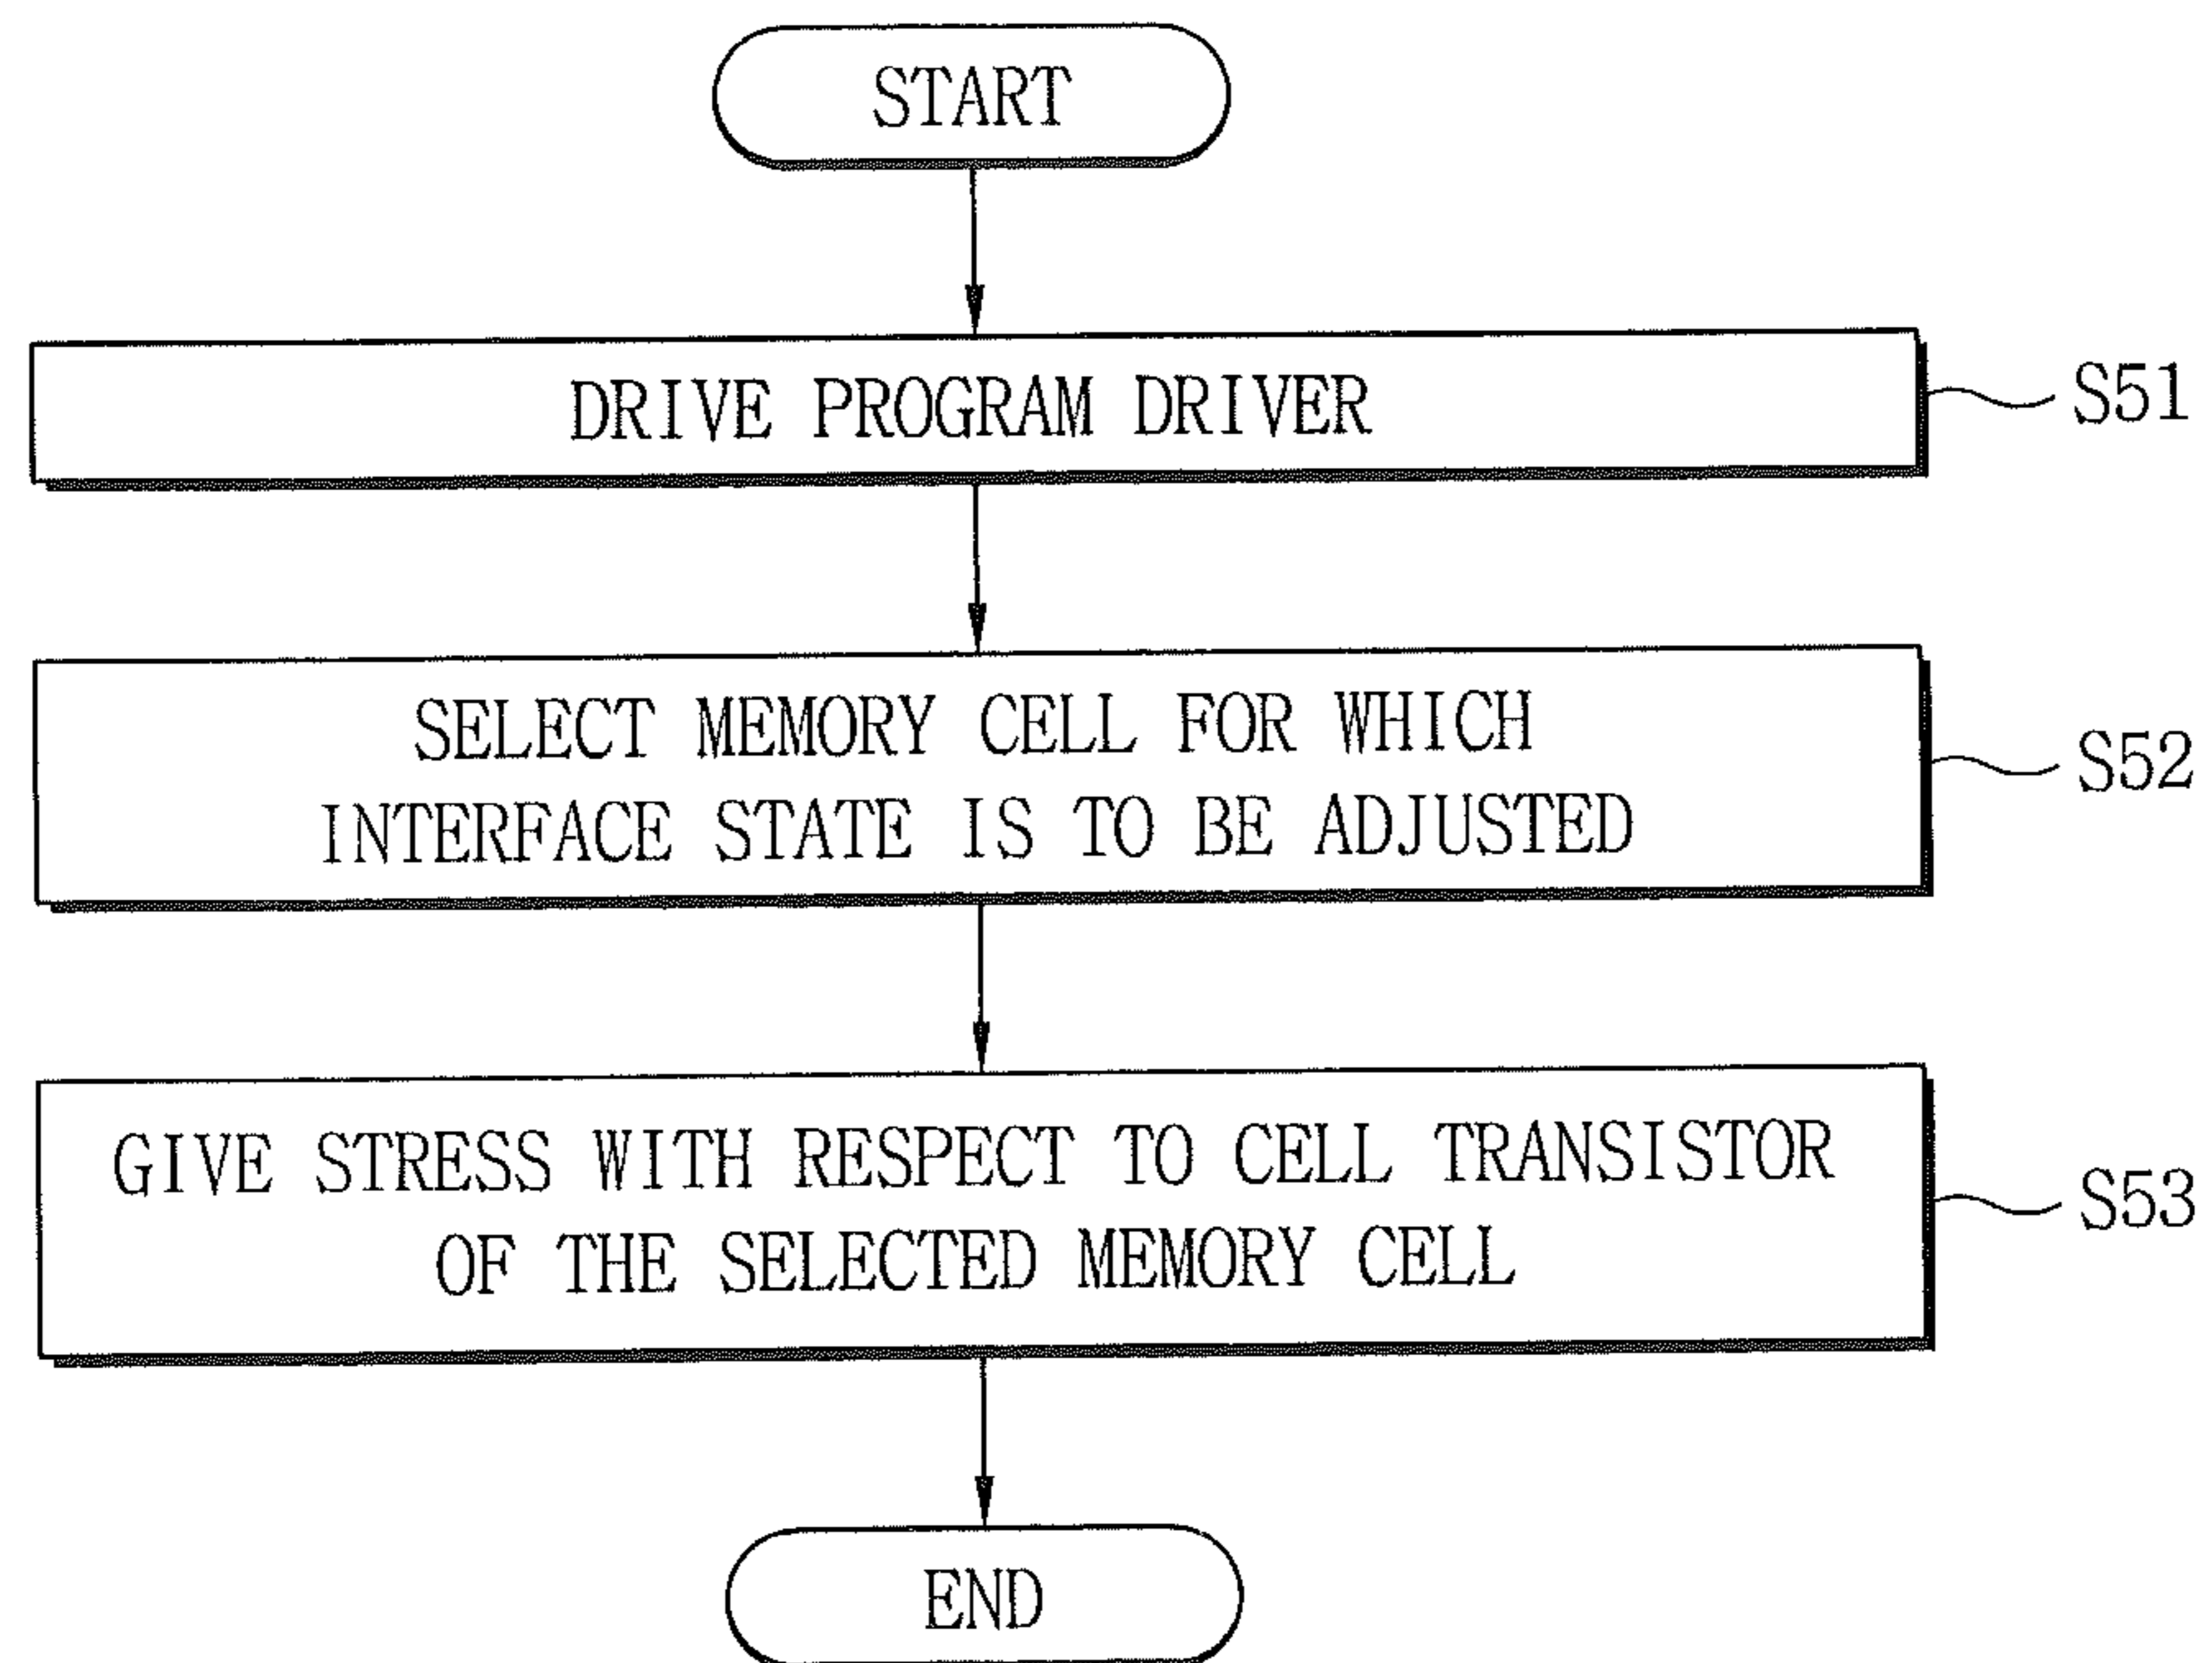 START
DRIVE PROGRAM DRIVER
S51
SELECT MEMORY CELL FOR WHICH
INTERFACE STATE IS TO BE ADJUSTED
S52
GIVE STRESS WITH RESPECT TO CELL TRANSISTOR
OF THE SELECTED MEMORY CELL
S53
END